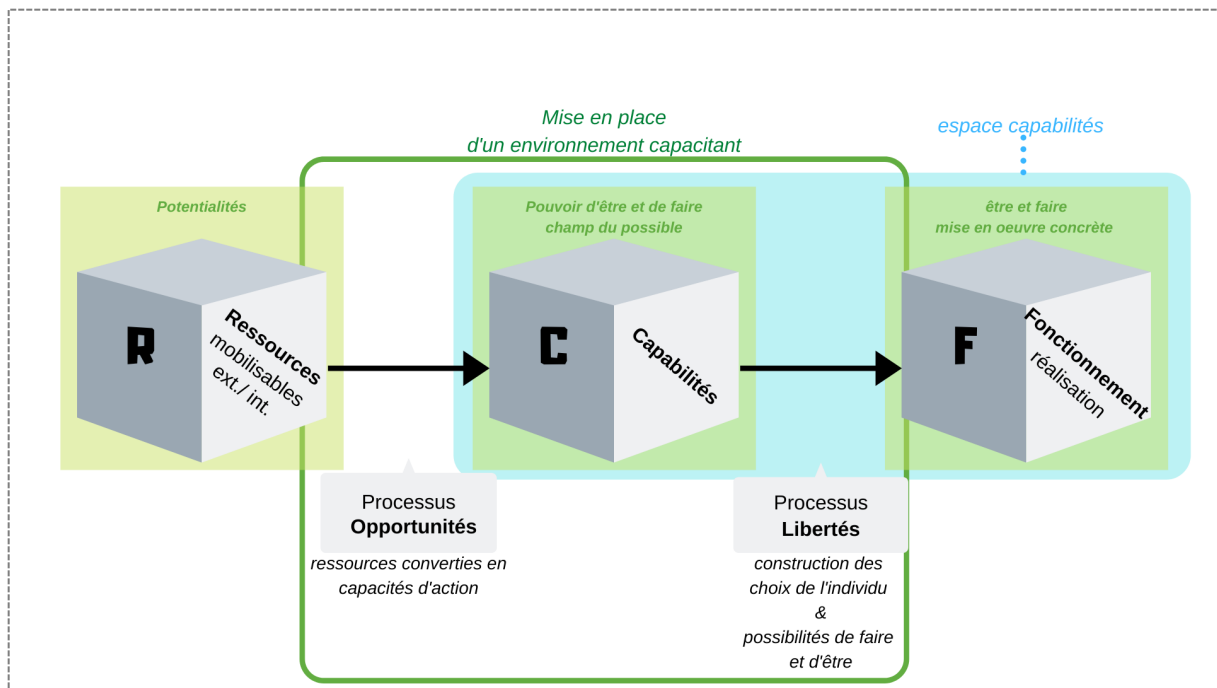 Mise en place
d'un environnement capacitant
espace capabilités
Potentialités
Pouvoir d'être et de faire
champ du possible
être et faire
mise en oeuvre concrète
R
Ressources
mobilisables
ext./ int.
C
Capabilités
F
Fonctionnement
réalisation
Processus
Opportunités
ressources converties en
capacités d'action
Processus
Libertés
construction des
choix de l'individu
&
possibilités de faire
et d'être